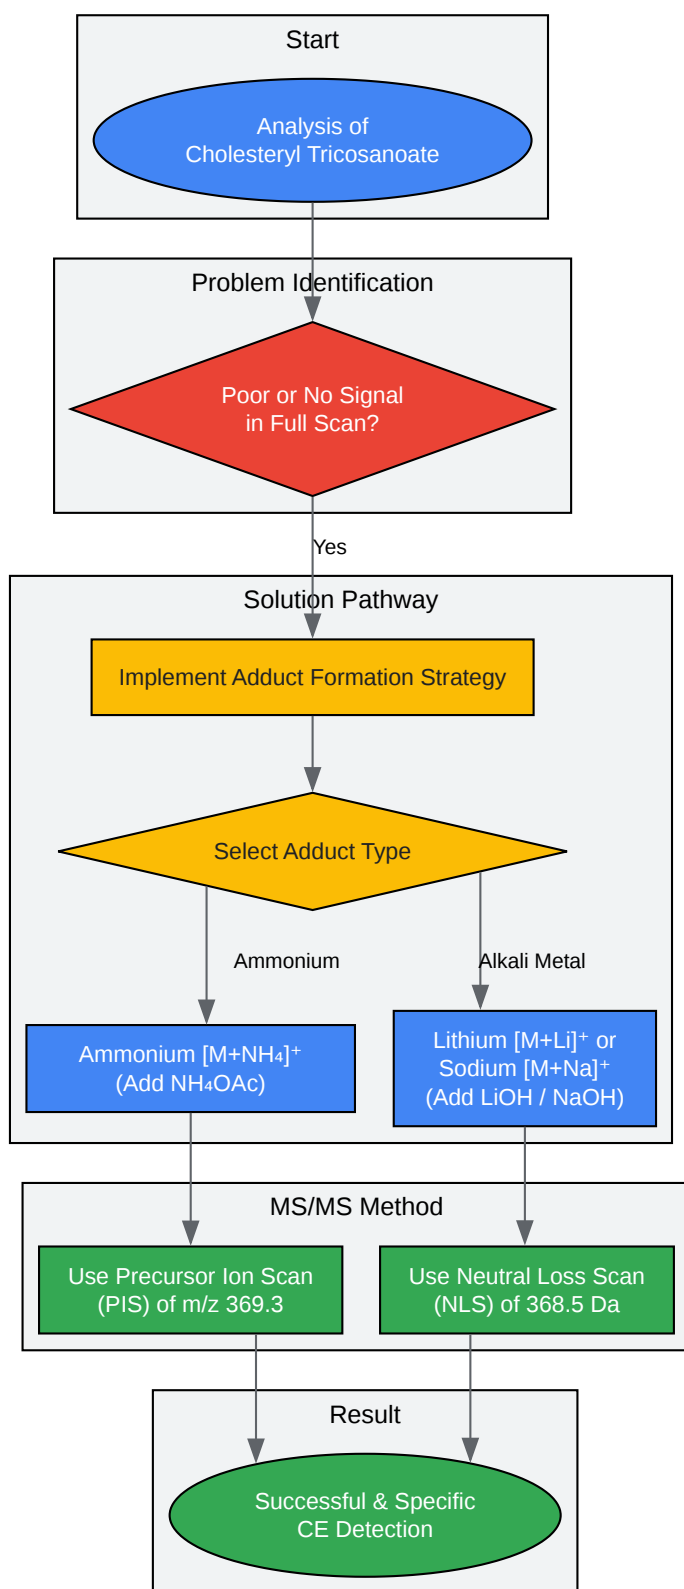 Start
Analysis of
Cholesteryl Tricosanoate
Problem Identification
Poor or No Signal
in Full Scan?
Yes
Solution Pathway
Implement Adduct Formation Strategy
Select Adduct Type
Ammonium
Alkali Metal
Ammonium [M+NH₄]⁺
(Add NH₄OAc)
Lithium [M+Li]⁺ or
Sodium [M+Na]⁺
(Add LiOH / NaOH)
MS/MS Method
Use Precursor Ion Scan
(PIS) of m/z 369.3
Use Neutral Loss Scan
(NLS) of 368.5 Da
Result
Successful & Specific
CE Detection